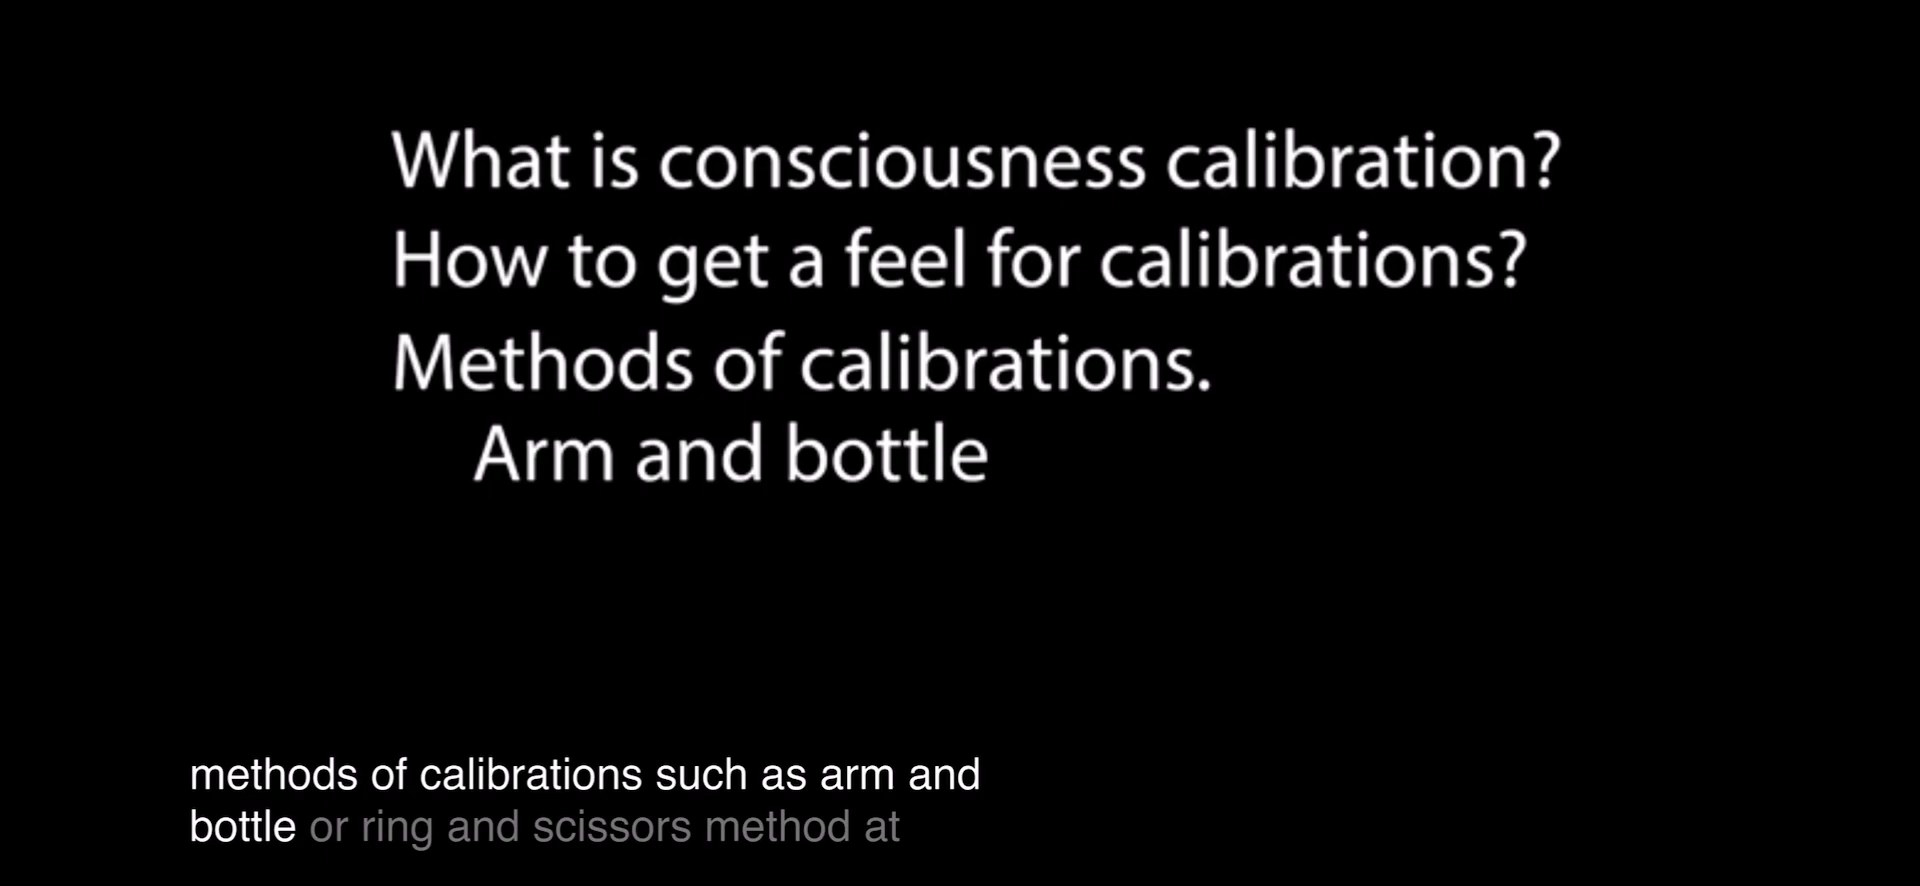 What is consciousness calibration?
How to get a feel for calibrations?
Methods of calibrations.
Arm and bottle
methods of calibrations such as arm and
bottle or ring and scissors method at